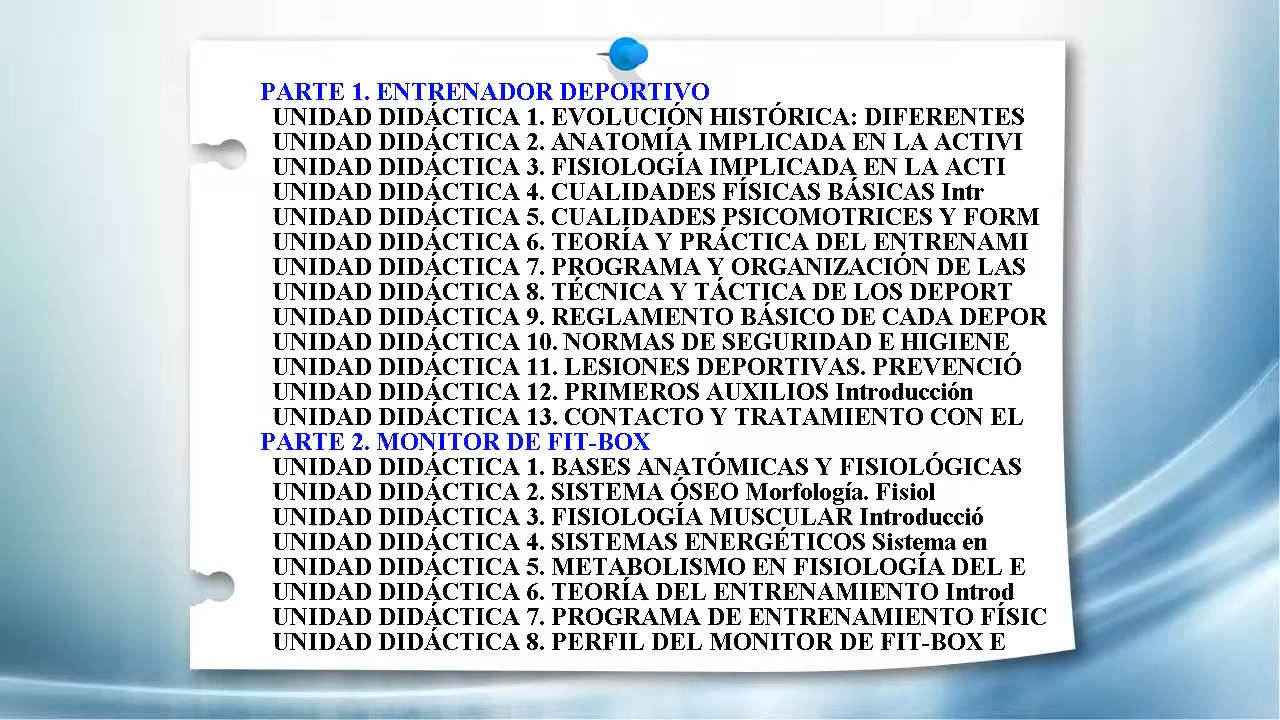 PARTE 1. ENTRENADOR DEPORTIVO
UNIDAD DIDÁCTICA 1. EVOLUCIÓN HISTÓRICA: DIFERENTES
UNIDAD DIDÁCTICA 2. ANATOMÍA IMPLICADA EN LA ACTIVI
UNIDAD DIDÁCTICA 3. FISIOLOGÍA IMPLICADA EN LA ACTI
UNIDAD DIDÁCTICA 4. CUALIDADES FÍSICAS BÁSICAS Intr
UNIDAD DIDÁCTICA 5. CUALIDADES PSICOMOTRICES Y FORM
UNIDAD DIDÁCTICA 6. TEORÍA Y PRÁCTICA DEL ENTRENAMI
UNIDAD DIDÁCTICA 7. PROGRAMA Y ORGANIZACIÓN DE LAS
UNIDAD DIDÁCTICA 8. TÉCNICA Y TÁCTICA DE LOS DEPORT
UNIDAD DIDÁCTICA 9. REGLAMENTO BÁSICO DE CADA DEPOR
UNIDAD DIDÁCTICA 10. NORMAS DE SEGURIDAD E HIGIENE
UNIDAD DIDÁCTICA 11. LESIONES DEPORTIVAS. PREVENCIÓ
UNIDAD DIDÁCTICA 12. PRIMEROS AUXILIOS Introducción
UNIDAD DIDÁCTICA 13. CONTACTO Y TRATAMIENTO CON EL
PARTE 2. MONITOR DE FIT-BOX
UNIDAD DIDÁCTICA 1. BASES ANATÓMICAS Y FISIOLÓGICAS
UNIDAD DIDÁCTICA 2. SISTEMA ÓSEO Morfología. Fisiol
UNIDAD DIDÁCTICA 3. FISIOLOGÍA MUSCULAR Introducció
UNIDAD DIDÁCTICA 4. SISTEMAS ENERGÉTICOS Sistema en
UNIDAD DIDÁCTICA 5. METABOLISMO EN FISIOLOGÍA DEL E
UNIDAD DIDÁCTICA 6. TEORÍA DEL ENTRENAMIENTO Introd
UNIDAD DIDÁCTICA 7. PROGRAMA DE ENTRENAMIENTO FÍSIC
UNIDAD DIDÁCTICA 8. PERFIL DEL MONITOR DE FIT-BOX E